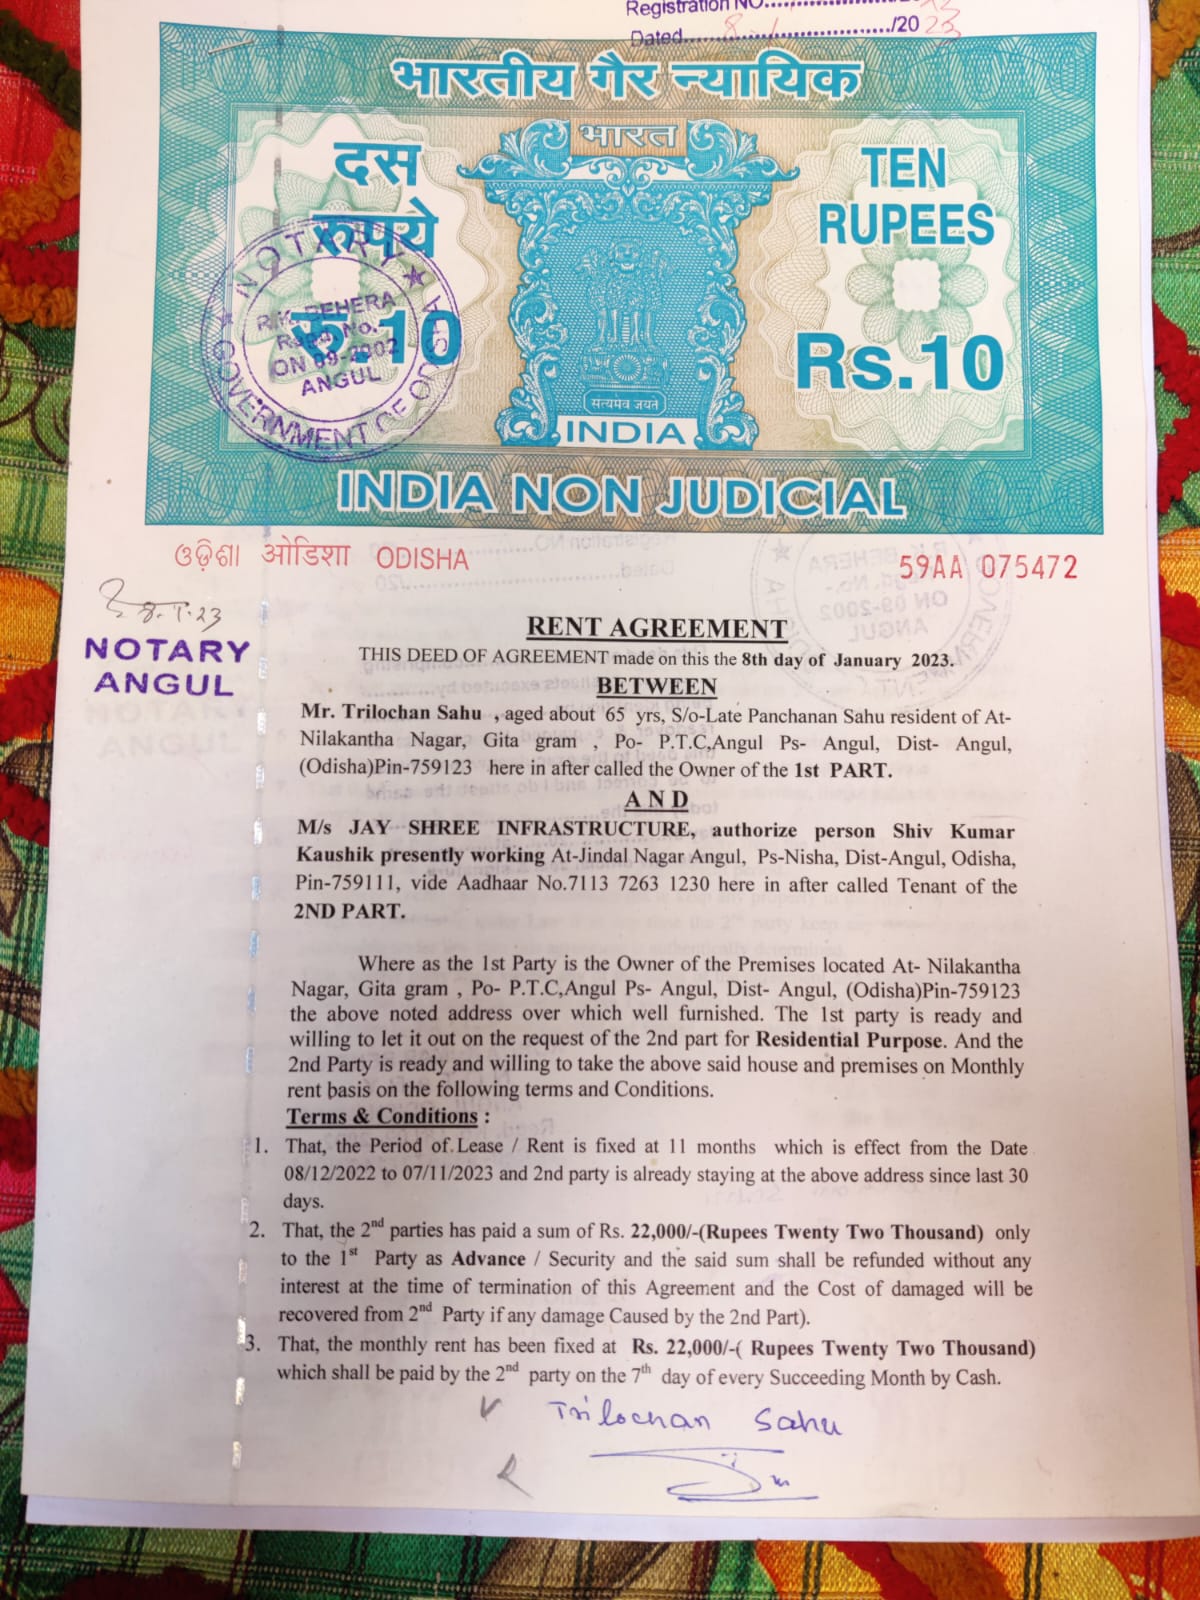 Registration NO.............................../2023
Dated.....8-1............................/2023
भारतीय गैर न्यायिक
भारत
दस
रुपये
रु.10
TEN
RUPEES
Rs.10
सत्यमेव जयते
INDIA
INDIA NON JUDICIAL
★ NOTARY ★
GOVERNMENT OF ODISHA
R.K. BEHERA
Regd. No.
ON 09-2002
ANGUL
ଓଡ଼ିଶା ओडिशा ODISHA
59AA 075472
8-1-23
NOTARY
ANGUL
RENT AGREEMENT
THIS DEED OF AGREEMENT made on this the 8th day of January 2023.
BETWEEN
Mr. Trilochan Sahu , aged about 65 yrs, S/o-Late Panchanan Sahu resident of At-
Nilakantha Nagar, Gita gram , Po- P.T.C,Angul Ps- Angul, Dist- Angul,
(Odisha)Pin-759123 here in after called the Owner of the 1st PART.
A N D
M/s JAY SHREE INFRASTRUCTURE, authorize person Shiv Kumar
Kaushik presently working At-Jindal Nagar Angul, Ps-Nisha, Dist-Angul, Odisha,
Pin-759111, vide Aadhaar No.7113 7263 1230 here in after called Tenant of the
2ND PART.
Where as the 1st Party is the Owner of the Premises located At- Nilakantha
Nagar, Gita gram , Po- P.T.C,Angul Ps- Angul, Dist- Angul, (Odisha)Pin-759123
the above noted address over which well furnished. The 1st party is ready and
willing to let it out on the request of the 2nd part for Residential Purpose. And the
2nd Party is ready and willing to take the above said house and premises on Monthly
rent basis on the following terms and Conditions.
Terms & Conditions :
1. That, the Period of Lease / Rent is fixed at 11 months which is effect from the Date
08/12/2022 to 07/11/2023 and 2nd party is already staying at the above address since last 30
days.
2. That, the 2nd parties has paid a sum of Rs. 22,000/-(Rupees Twenty Two Thousand) only
to the 1st Party as Advance / Security and the said sum shall be refunded without any
interest at the time of termination of this Agreement and the Cost of damaged will be
recovered from 2nd Party if any damage Caused by the 2nd Part).
3. That, the monthly rent has been fixed at Rs. 22,000/-( Rupees Twenty Two Thousand)
which shall be paid by the 2nd party on the 7th day of every Succeeding Month by Cash.
Trilochan Sahu